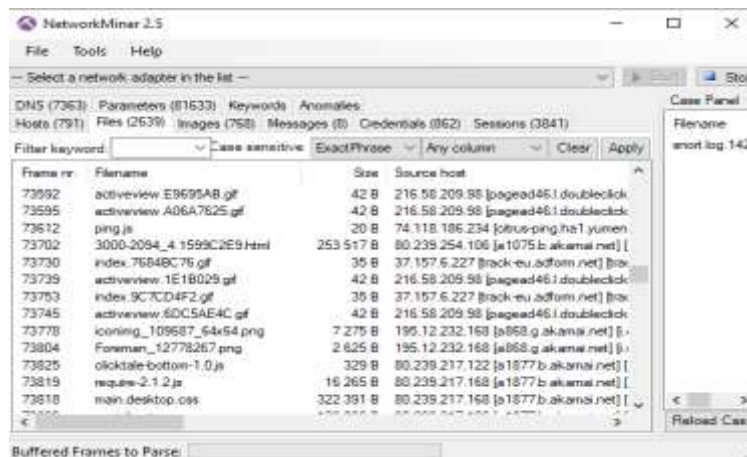 NetworkMiner 2.5
File Tools Help
-- Select a network adapter in the list --
Stop
DNS (7363) Parameters (81633) Keywords Anomalies
Hosts (791) Files (2639) Images (768) Messages (8) Credentials (862) Sessions (3841)
Filter keyword: Case sensitive ExactPhrase Any column Clear Apply
Frame nr Filename Size Source host
73592 activeview.E9695AB.gif 42 B 216.58.209.98 [pagead46.l.doubleclick
73595 activeview.A06A7625.gif 42 B 216.58.209.98 [pagead46.l.doubleclick
73612 ping.js 20 B 74.118.186.234 [citrus-ping.ha1.yumen
73702 3000-2094_4.1599C2E9.html 253 517 B 80.239.254.106 [a1075.b.akamai.net] [
73730 index.7684BC76.gif 35 B 37.157.6.227 [track-eu.adform.net] [trac
73739 activeview.1E1B029.gif 42 B 216.58.209.98 [pagead46.l.doubleclick
73753 index.9C7CD4F2.gif 35 B 37.157.6.227 [track-eu.adform.net] [trac
73745 activeview.6DC5AE4C.gif 42 B 216.58.209.98 [pagead46.l.doubleclick
73778 iconimg_109687_64x64.png 7 275 B 195.12.232.168 [a868.g.akamai.net] [i.
73804 Foreman_12778267.png 2 625 B 195.12.232.168 [a868.g.akamai.net] [i.
73825 clicktale-bottom-1.0.js 329 B 80.239.217.122 [a1877.b.akamai.net] [
73819 require-2.1.2.js 16 265 B 80.239.217.168 [a1877.b.akamai.net] [
73818 main.desktop.css 322 391 B 80.239.217.168 [a1877.b.akamai.net] [
Buffered Frames to Parse:
Case Panel
Filename
snort.log.142
Reload Cas